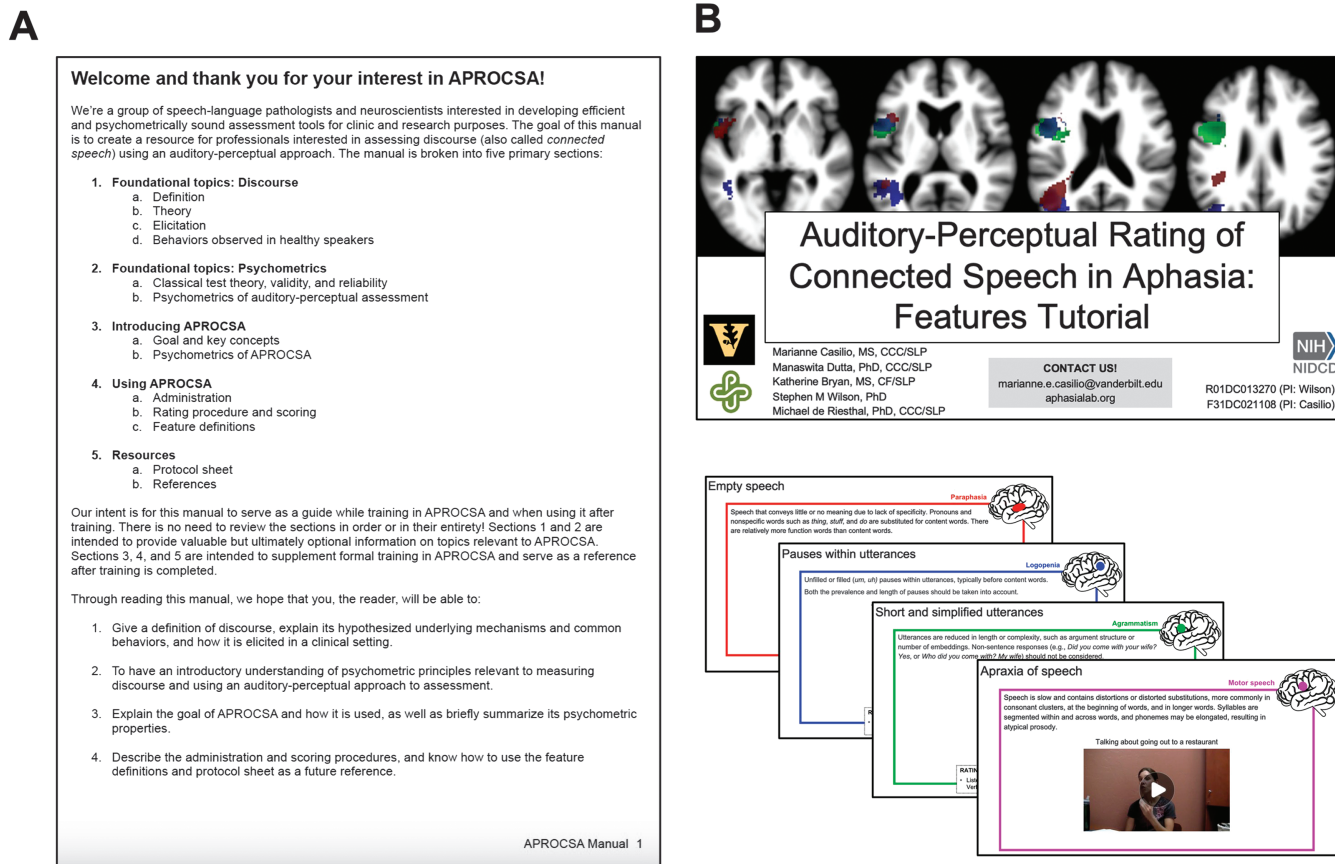 A
Welcome and thank you for your interest in APROCSA!
We're a group of speech-language pathologists and neuroscientists interested in developing efficient
and psychometrically sound assessment tools for clinic and research purposes. The goal of this manual
is to create a resource for professionals interested in assessing discourse (also called connected
speech) using an auditory-perceptual approach. The manual is broken into five primary sections:
1. Foundational topics: Discourse
a. Definition
b. Theory
c. Elicitation
d. Behaviors observed in healthy speakers
2. Foundational topics: Psychometrics
a. Classical test theory, validity, and reliability
b. Psychometrics of auditory-perceptual assessment
3. Introducing APROCSA
a. Goal and key concepts
b. Psychometrics of APROCSA
4. Using APROCSA
a. Administration
b. Rating procedure and scoring
c. Feature definitions
5. Resources
a. Protocol sheet
b. References
Our intent is for this manual to serve as a guide while training in APROCSA and when using it after
training. There is no need to review the sections in order or in their entirety! Sections 1 and 2 are
intended to provide valuable but ultimately optional information on topics relevant to APROCSA.
Sections 3, 4, and 5 are intended to supplement formal training in APROCSA and serve as a reference
after training is completed.
Through reading this manual, we hope that you, the reader, will be able to:
1. Give a definition of discourse, explain its hypothesized underlying mechanisms and common
behaviors, and how it is elicited in a clinical setting.
2. To have an introductory understanding of psychometric principles relevant to measuring
discourse and using an auditory-perceptual approach to assessment.
3. Explain the goal of APROCSA and how it is used, as well as briefly summarize its psychometric
properties.
4. Describe the administration and scoring procedures, and know how to use the feature
definitions and protocol sheet as a future reference.
APROCSA Manual 1
B
Auditory-Perceptual Rating of
Connected Speech in Aphasia:
Features Tutorial
V
Marianne Casilio, MS, CCC/SLP
Manaswita Dutta, PhD, CCC/SLP
Katherine Bryan, MS, CF/SLP
Stephen M Wilson, PhD
Michael de Riesthal, PhD, CCC/SLP
CONTACT US!
marianne.e.casilio@vanderbilt.edu
aphasialab.org
NIH
NIDCD
R01DC013270 (PI: Wilson)
F31DC021108 (PI: Casilio)
Empty speech
Paraphasia
Speech that conveys little or no meaning due to lack of specificity. Pronouns and
nonspecific words such as thing, stuff, and do are substituted for content words. There
are relatively more function words than content words.
Pauses within utterances
Logopenia
Unfilled or filled (um, uh) pauses within utterances, typically before content words.
Both the prevalence and length of pauses should be taken into account.
R
Short and simplified utterances
Agrammatism
Utterances are reduced in length or complexity, such as argument structure or
number of embeddings. Non-sentence responses (e.g., Did you come with your wife?
Yes, or Who did you come with? My wife) should not be considered.
RATIN
Apraxia of speech
Motor speech
Speech is slow and contains distortions or distorted substitutions, more commonly in
consonant clusters, at the beginning of words, and in longer words. Syllables are
segmented within and across words, and phonemes may be elongated, resulting in
atypical prosody.
Talking about going out to a restaurant